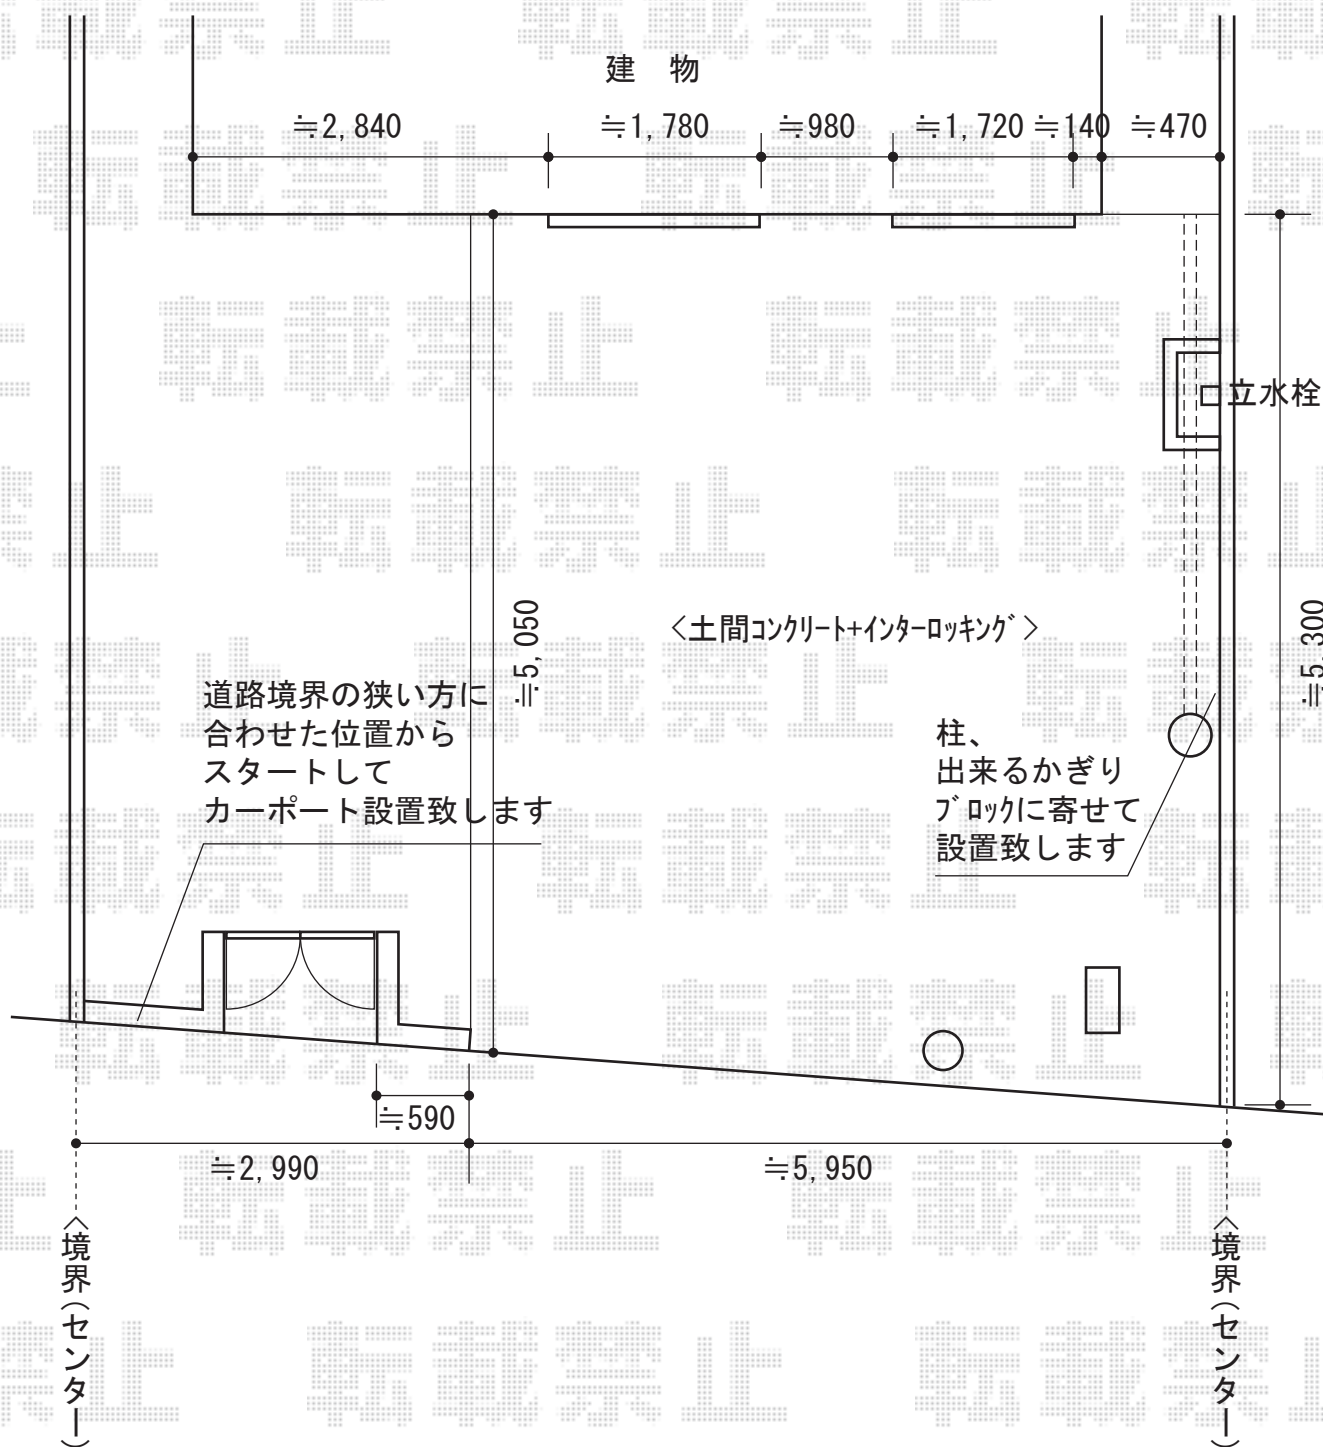 建　物
≒2,840
≒1,780
≒980
≒1,720
≒140
≒470
立水栓
≒5,050
≒5,300
<土間コンクリート+インターロッキング>
道路境界の狭い方に
合わせた位置から
スタートして
カーポート設置致します
柱、
出来るかぎり
ブロックに寄せて
設置致します
≒590
≒2,990
≒5,950
<境界(センター)
<境界(センター)
転載禁止